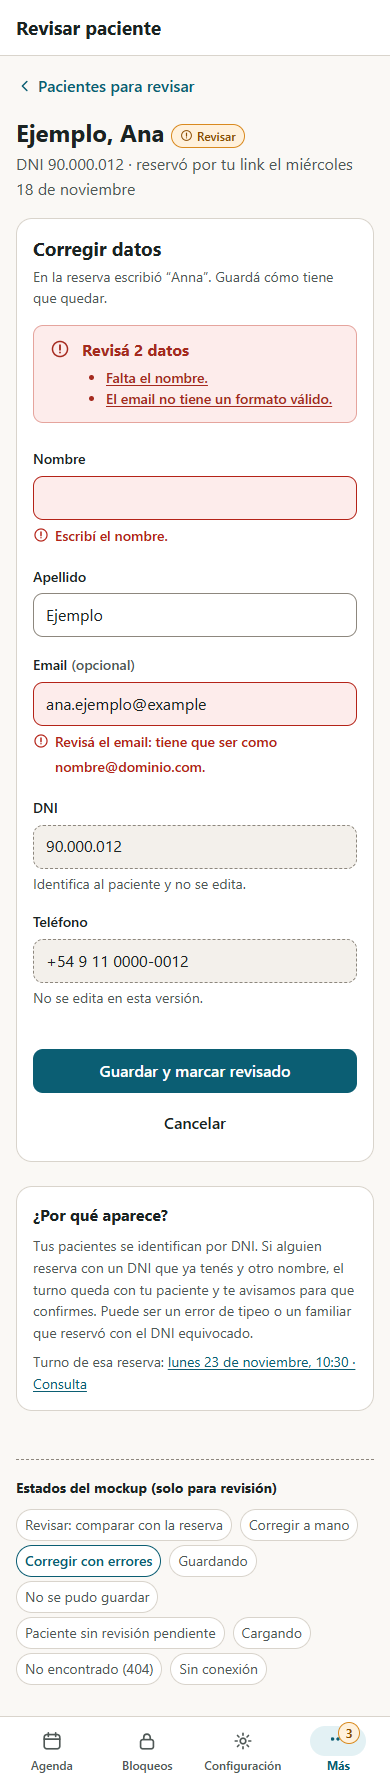 Revisar paciente
Pacientes para revisar
Ejemplo, Ana Revisar
DNI 90.000.012 · reservó por tu link el miércoles
18 de noviembre
Corregir datos
En la reserva escribió “Anna”. Guardá cómo tiene
que quedar.
Revisá 2 datos
• Falta el nombre.
• El email no tiene un formato válido.
Nombre
Escribí el nombre.
Apellido
Ejemplo
Email (opcional)
ana.ejemplo@example
Revisá el email: tiene que ser como
nombre@dominio.com.
DNI
90.000.012
Identifica al paciente y no se edita.
Teléfono
+54 9 11 0000-0012
No se edita en esta versión.
Guardar y marcar revisado
Cancelar
¿Por qué aparece?
Tus pacientes se identifican por DNI. Si alguien
reserva con un DNI que ya tenés y otro nombre, el
turno queda con tu paciente y te avisamos para que
confirmes. Puede ser un error de tipeo o un familiar
que reservó con el DNI equivocado.
Turno de esa reserva: lunes 23 de noviembre, 10:30 ·
Consulta
Estados del mockup (solo para revisión)
Revisar: comparar con la reserva Corregir a mano
Corregir con errores Guardando
No se pudo guardar
Paciente sin revisión pendiente Cargando
No encontrado (404) Sin conexión
3
Agenda Bloqueos Configuración Más